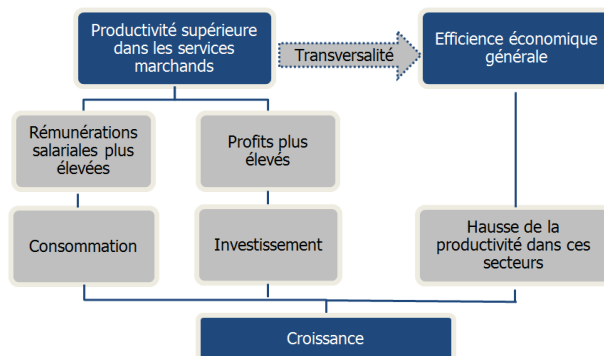 Productivité supérieure
dans les services
marchands
Transversalité
Efficience économique
générale
Rémunérations
salariales plus
élevées
Profits plus
élevés
Consommation
Investissement
Hausse de la
productivité dans ces
secteurs
Croissance